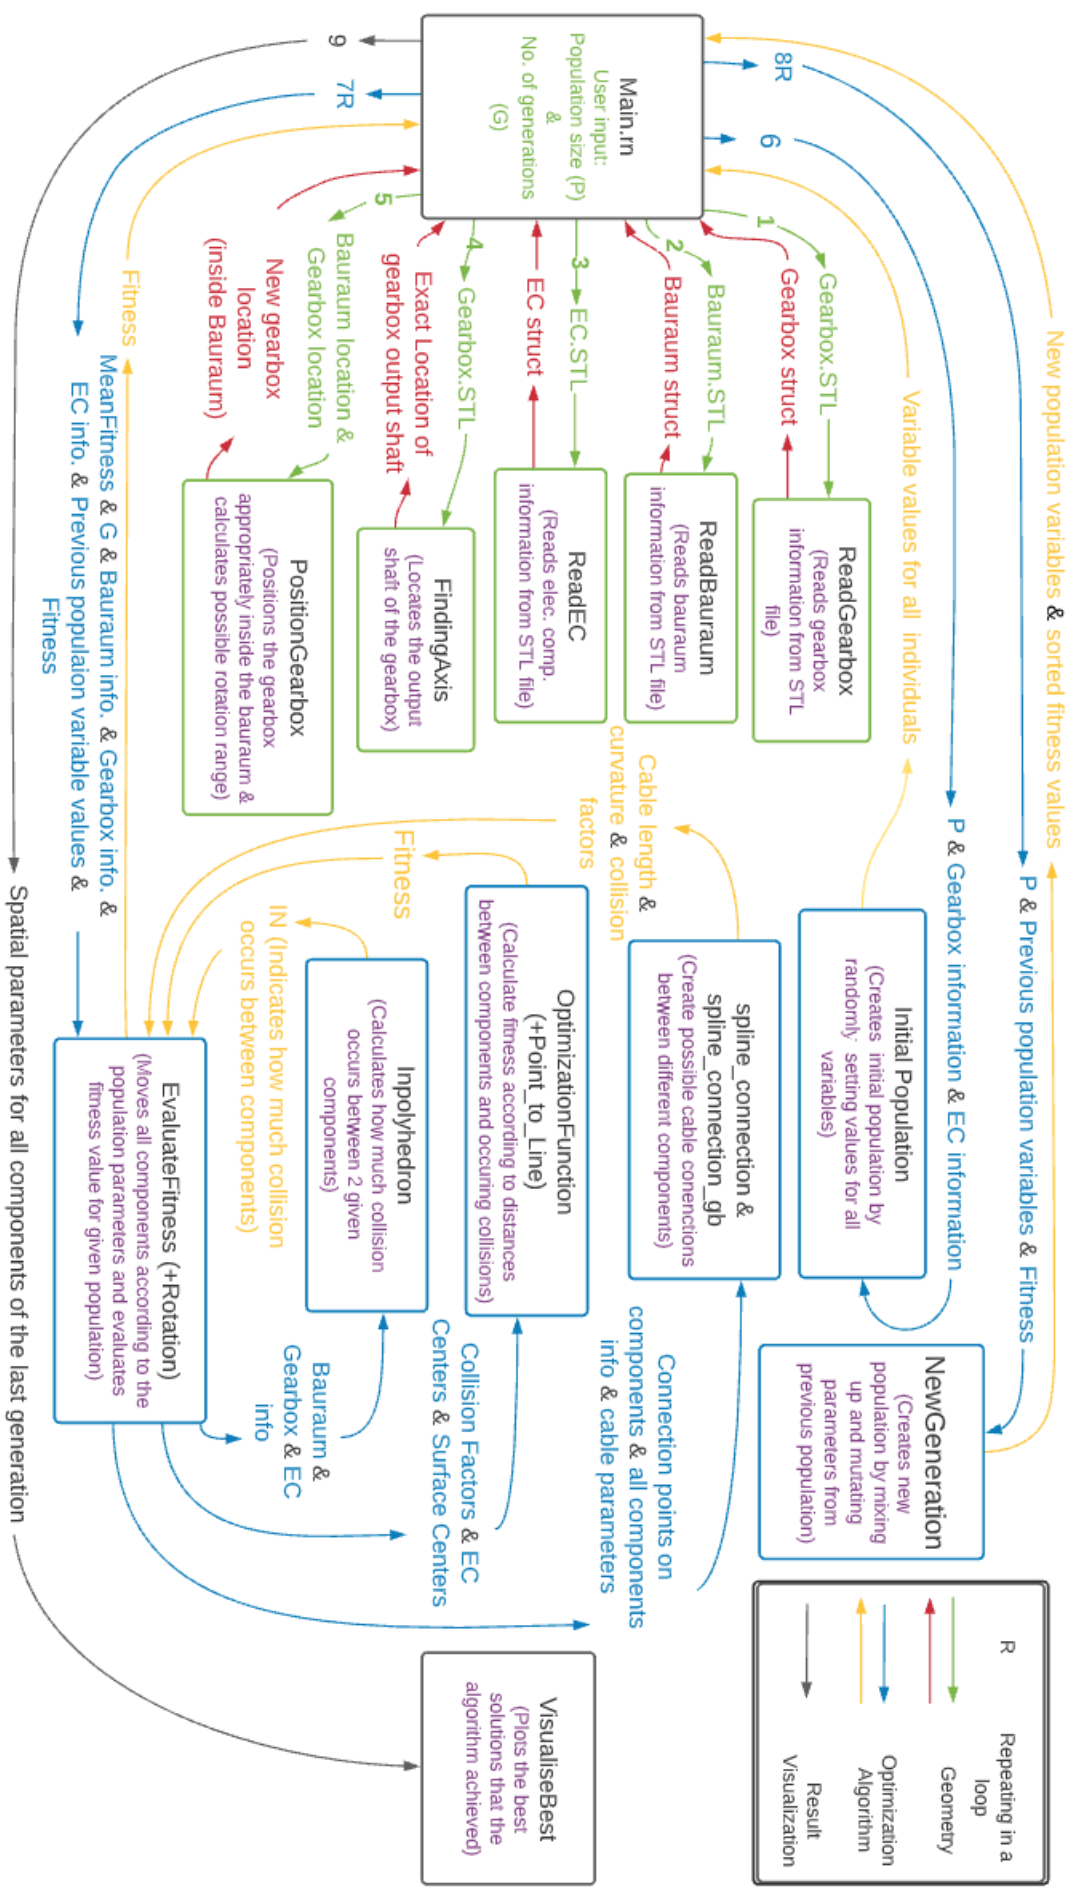 New population variables & sorted fitness values
8R
P & Previous population variables & Fitness
6
P & Gearbox information & EC information
Variable values for all individuals
Main.rn
User input:
Population size (P)
&
No. of generations
(G)
1
Gearbox.STL
Gearbox struct
2
Bauraum.STL
Bauraum struct
3
EC.STL
EC struct
4
Gearbox.STL
Exact Location of
gearbox output shaft
5
Bauraum location &
Gearbox location
New gearbox
location
(inside Bauraum)
7R
MeanFitness & G & Bauraum info. & Gearbox info. &
EC info. & Previous populaion variable values &
Fitness
Fitness
9
Spatial parameters for all components of the last generation
ReadGearbox
(Reads gearbox
information from STL
file)
ReadBauraum
(Reads bauraum
information from STL file)
ReadEC
(Reads elec. comp.
information from STL file)
FindingAxis
(Locates the output
shaft of the gearbox)
PositionGearbox
(Positions the gearbox
appropriately inside the bauraum &
calculates possible rotation range)
Initial Population
(Creates initial population by
randomly setting values for all
variables)
spline_connection &
spline_connection_gb
(Create possible cable conenctions
between different components)
Cable length &
curvature & collision
factors
OptimizationFunction
(+Point_to_Line)
(Calculate fitness according to distances
between components and occuring collisions)
Fitness
Inpolyhedron
(Calculates how much collision
occurs between 2 given
components)
IN (Indicates how much collision
occurs between components)
EvaluateFitness (+Rotation)
(Moves all components according to the
population parameters and evaluates
fitness value for given population)
NewGeneration
(Creates new
population by mixing
up and mutating
parameters from
previous population)
Connection points on
components & all components
info & cable parameters
Collision Factors & EC
Centers & Surface Centers
Bauraum &
Gearbox & EC
info
VisualiseBest
(Plots the best
solutions that the
algorithm achieved)
R
Repeating in a
loop
Geometry
Optimization
Algorithm
Result
Visualization